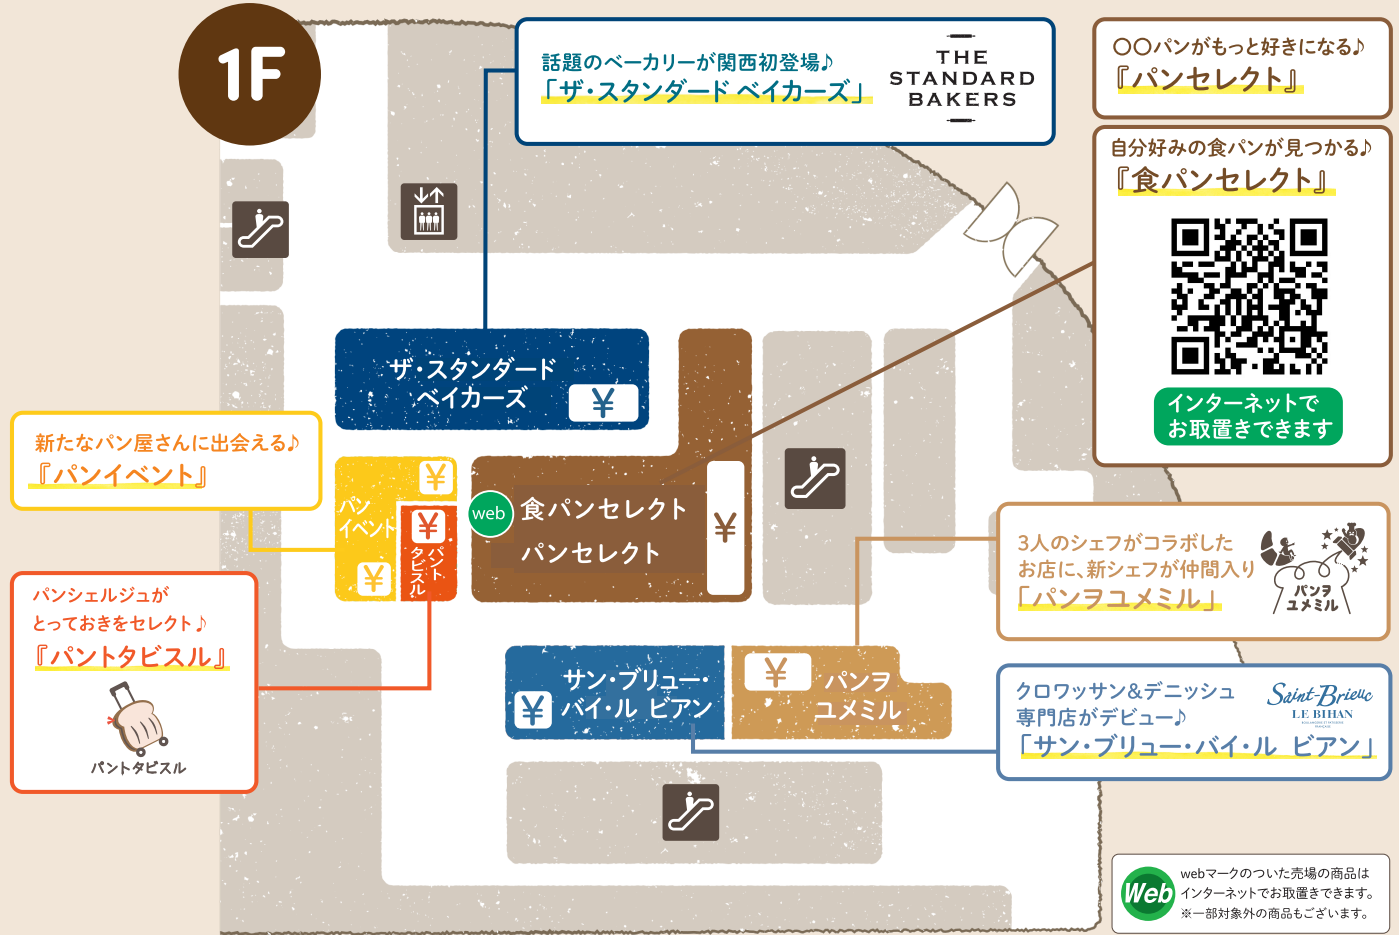 1F
話題のベーカリーが関西初登場♪
「ザ・スタンダード ベイカーズ」
THE
STANDARD
BAKERS
〇〇パンがもっと好きになる♪
『パンセレクト』
自分好みの食パンが見つかる♪
『食パンセレクト』
インターネットで
お取置きできます
ザ・スタンダード
ベイカーズ
¥
新たなパン屋さんに出会える♪
『パンイベント』
¥
パン
イベント
¥
¥
パント
タビスル
web
食パンセレクト
パンセレクト
¥
3人のシェフがコラボした
お店に、新シェフが仲間入り
「パンヲユメミル」
パンヲ
ユメミル
パンシェルジュが
とっておきをセレクト♪
『パントタビスル』
パントタビスル
サン・ブリュー・
バイ・ル ビアン
¥
¥
パンヲ
ユメミル
クロワッサン&デニッシュ
専門店がデビュー♪
「サン・ブリュー・バイ・ル ビアン」
Saint-Brieuc
LE BIHAN
Web
webマークのついた売場の商品は
インターネットでお取置きできます。
※一部対象外の商品もございます。